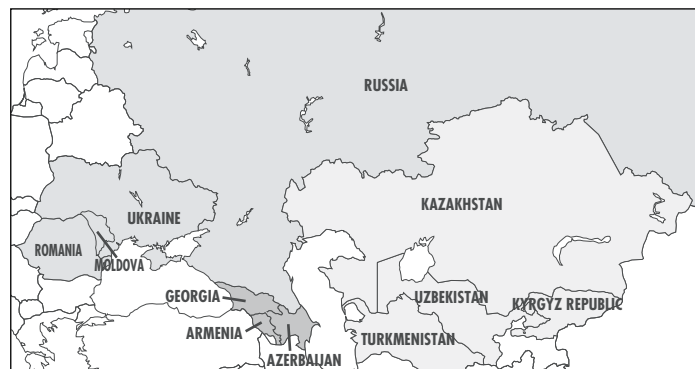 RUSSIA
KAZAKHSTAN
UKRAINE
ROMANIA
MOLDOVA
GEORGIA
UZBEKISTAN
KYRGYZ REPUBLIC
ARMENIA
TURKMENISTAN
AZERBAIJAN